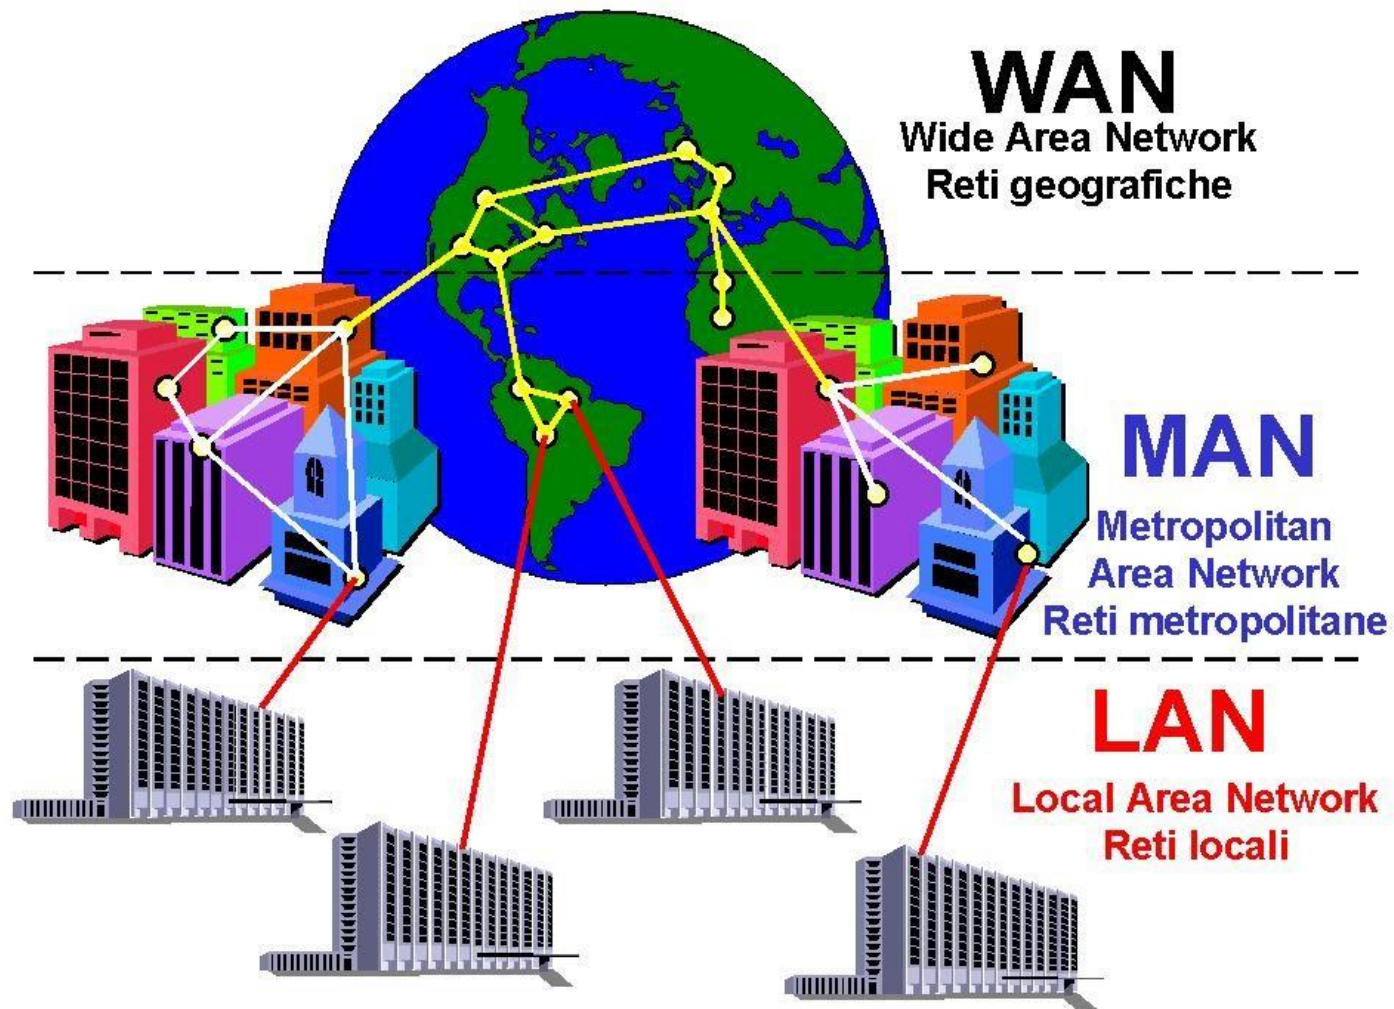 WAN
Wide Area Network
Reti geografiche
MAN
Metropolitan
Area Network
Reti metropolitane
LAN
Local Area Network
Reti locali